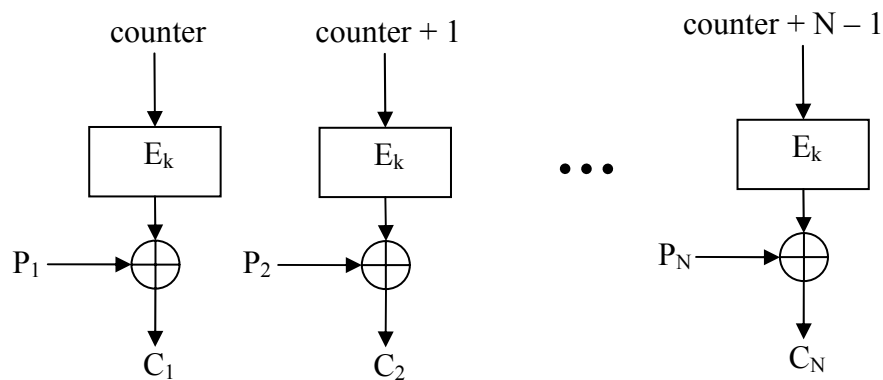 counter counter + 1 counter + N – 1
E_k E_k ••• E_k
P_1 P_2 P_N
C_1 C_2 C_N